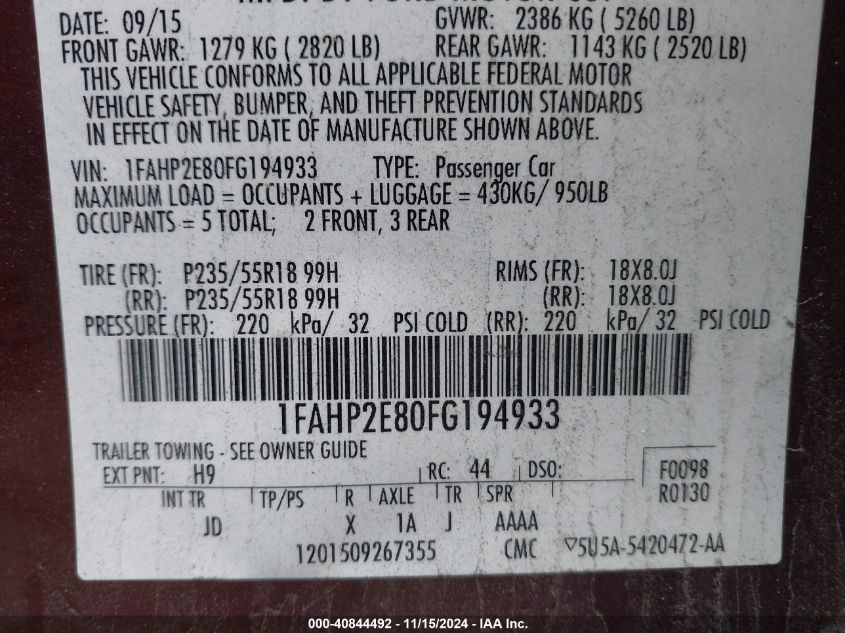 DATE: 09/15 GVWR: 2386 KG ( 5260 LB)
FRONT GAWR: 1279 KG ( 2820 LB) REAR GAWR: 1143 KG ( 2520 LB)
THIS VEHICLE CONFORMS TO ALL APPLICABLE FEDERAL MOTOR
VEHICLE SAFETY, BUMPER, AND THEFT PREVENTION STANDARDS
IN EFFECT ON THE DATE OF MANUFACTURE SHOWN ABOVE.
VIN: 1FAHP2E80FG194933 TYPE: Passenger Car
MAXIMUM LOAD = OCCUPANTS + LUGGAGE = 430KG/ 950LB
OCCUPANTS = 5 TOTAL; 2 FRONT, 3 REAR
TIRE (FR): P235/55R18 99H RIMS (FR): 18X8.0J
(RR): P235/55R18 99H (RR): 18X8.0J
PRESSURE (FR): 220 kPa/ 32 PSI COLD (RR): 220 kPa/ 32 PSI COLD
1FAHP2E80FG194933
TRAILER TOWING - SEE OWNER GUIDE
EXT PNT: H9 RC: 44 DSO: F0098
INT TR TP/PS R AXLE TR SPR R0130
JD X 1A J AAAA
1201509267355 CMC ▽5U5A-5420472-AA
000-40844492 - 11/15/2024 - IAA Inc.